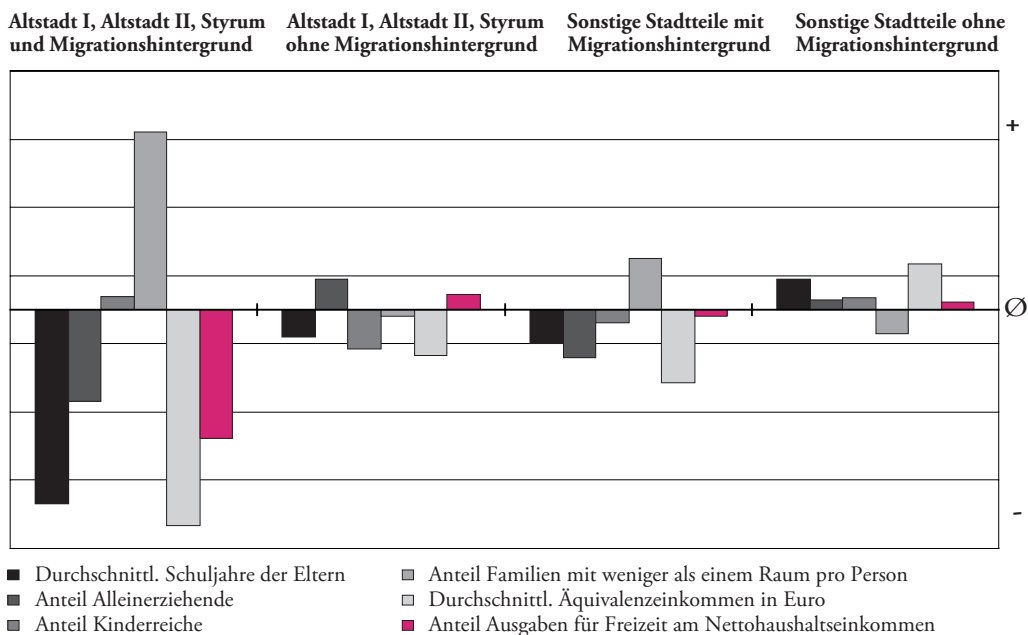 Altstadt I, Altstadt II, Styrum
und Migrationshintergrund
Altstadt I, Altstadt II, Styrum
ohne Migrationshintergrund
Sonstige Stadtteile mit
Migrationshintergrund
Sonstige Stadtteile ohne
Migrationshintergrund
+
Ø
-
Durchschnittl. Schuljahre der Eltern
Anteil Alleinerziehende
Anteil Kinderreiche
Anteil Familien mit weniger als einem Raum pro Person
Durchschnittl. Äquivalenzeinkommen in Euro
Anteil Ausgaben für Freizeit am Nettohaushaltseinkommen